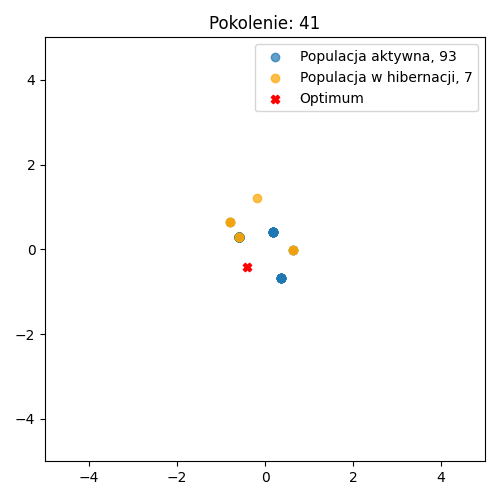 Pokolenie: 41
Populacja aktywna, 93
Populacja w hibernacji, 7
Optimum
4
2
0
−2
−4
−4
−2
0
2
4